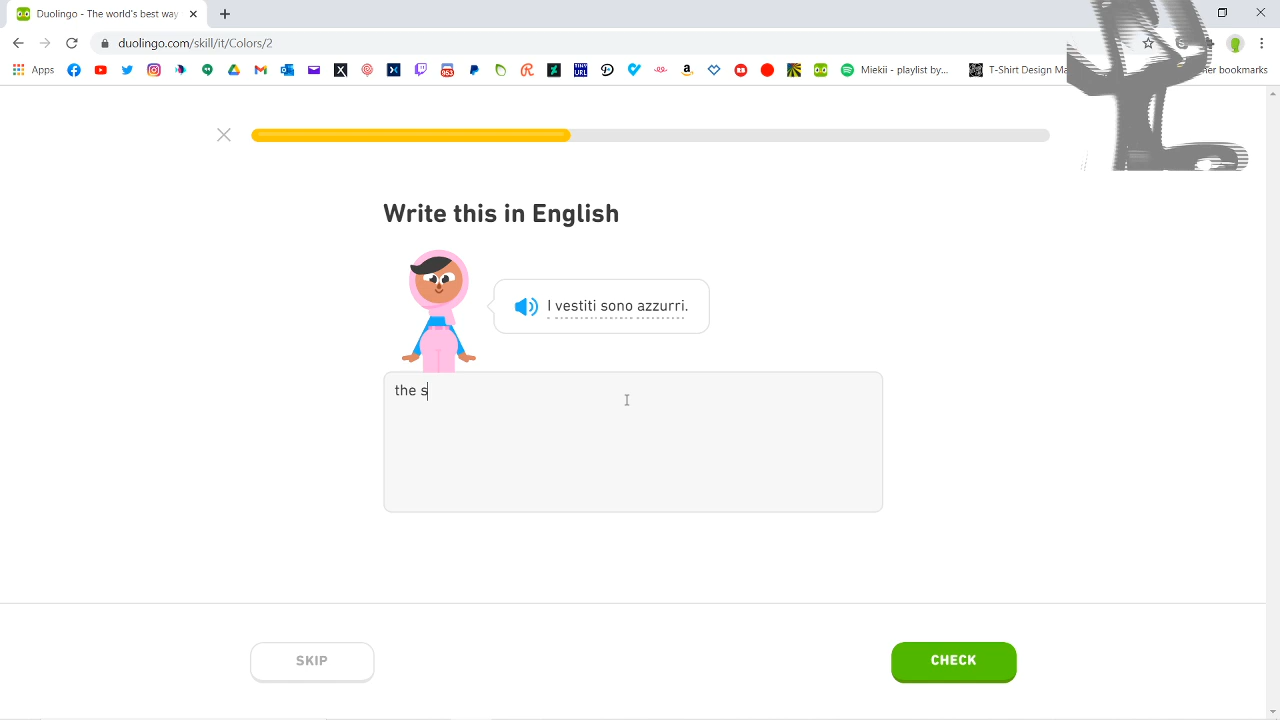 Duolingo - The world's best way
duolingo.com/skill/it/Colors/2
Apps
Miekii - playlist by...
T-Shirt Design Ma
her bookmarks
Write this in English
I vestiti sono azzurri.
the s
SKIP
CHECK